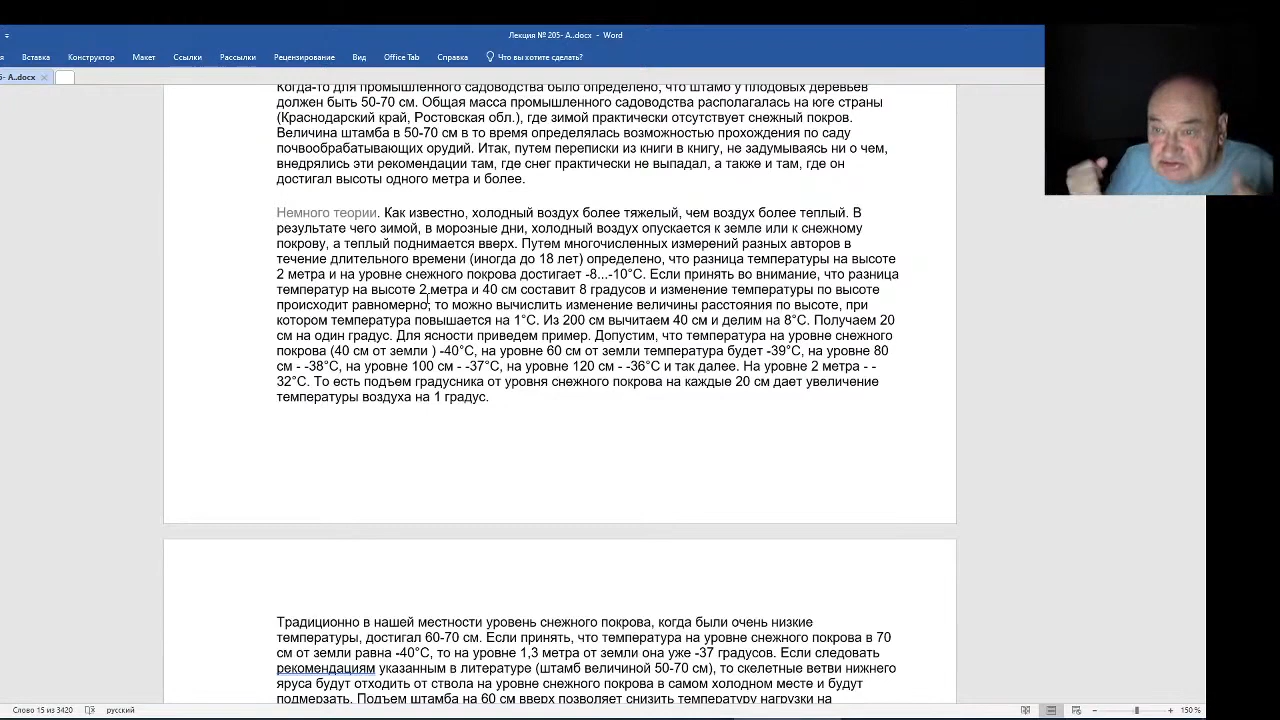 Лекция № 205- А..docx - Word
Вставка Конструктор Макет Ссылки Рассылки Рецензирование Вид Office Tab Справка Что вы хотите сделать?
А..docx
Когда-то для промышленного садоводства было определено, что штамб у плодовых деревьев
должен быть 50-70 см. Общая масса промышленного садоводства располагалась на юге страны
(Краснодарский край, Ростовская обл.), где зимой практически отсутствует снежный покров.
Величина штамба в 50-70 см в то время определялась возможностью прохождения по саду
почвообрабатывающих орудий. Итак, путем переписки из книги в книгу, не задумываясь ни о чем,
внедрялись эти рекомендации там, где снег практически не выпадал, а также и там, где он
достигал высоты одного метра и более.
Немного теории. Как известно, холодный воздух более тяжелый, чем воздух более теплый. В
результате чего зимой, в морозные дни, холодный воздух опускается к земле или к снежному
покрову, а теплый поднимается вверх. Путем многочисленных измерений разных авторов в
течение длительного времени (иногда до 18 лет) определено, что разница температуры на высоте
2 метра и на уровне снежного покрова достигает -8...-10°С. Если принять во внимание, что разница
температур на высоте 2 метра и 40 см составит 8 градусов и изменение температуры по высоте
происходит равномерно, то можно вычислить изменение величины расстояния по высоте, при
котором температура повышается на 1°С. Из 200 см вычитаем 40 см и делим на 8°С. Получаем 20
см на один градус. Для ясности приведем пример. Допустим, что температура на уровне снежного
покрова (40 см от земли ) -40°С, на уровне 60 см от земли температура будет -39°С, на уровне 80
см - -38°С, на уровне 100 см - -37°С, на уровне 120 см - -36°С и так далее. На уровне 2 метра - -
32°С. То есть подъем градусника от уровня снежного покрова на каждые 20 см дает увеличение
температуры воздуха на 1 градус.
Традиционно в нашей местности уровень снежного покрова, когда были очень низкие
температуры, достигал 60-70 см. Если принять, что температура на уровне снежного покрова в 70
см от земли равна -40°С, то на уровне 1,3 метра от земли она уже -37 градусов. Если следовать
рекомендациям указанным в литературе (штамб величиной 50-70 см), то скелетные ветви нижнего
яруса будут отходить от ствола на уровне снежного покрова в самом холодном месте и будут
подмерзать. Подъем штамба на 60 см вверх позволяет снизить температуру нагрузки на
Слово 15 из 3420 русский 150 %